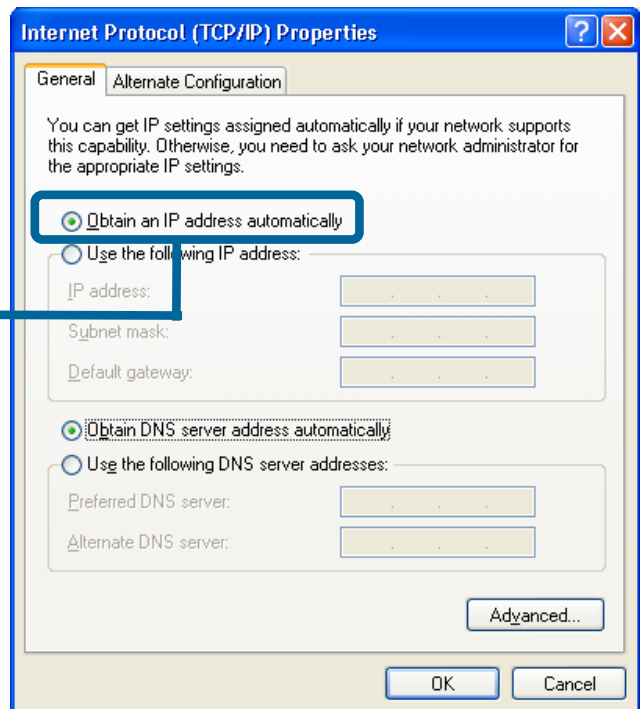 Internet Protocol (TCP/IP) Properties
General
Alternate Configuration
You can get IP settings assigned automatically if your network supports
this capability. Otherwise, you need to ask your network administrator for
the appropriate IP settings.
Obtain an IP address automatically
Use the following IP address:
IP address:
Subnet mask:
Default gateway:
Obtain DNS server address automatically
Use the following DNS server addresses:
Preferred DNS server:
Alternate DNS server:
Advanced...
OK
Cancel